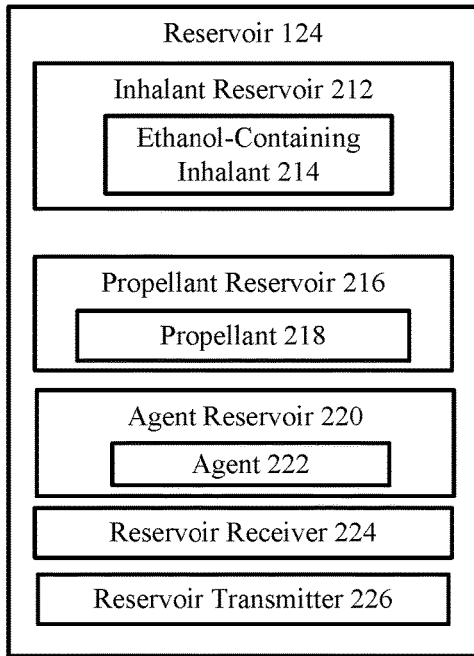 Reservoir 124
Inhalant Reservoir 212
Ethanol-Containing
Inhalant 214
Propellant Reservoir 216
Propellant 218
Agent Reservoir 220
Agent 222
Reservoir Receiver 224
Reservoir Transmitter 226